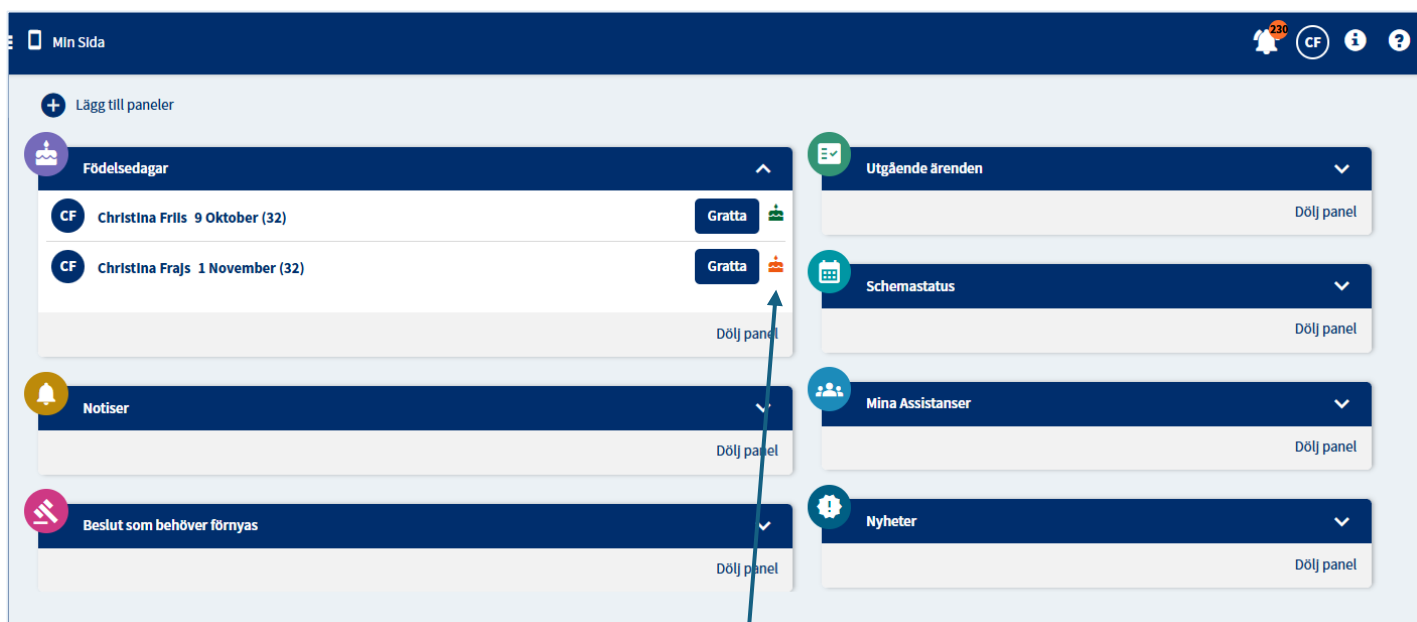 Min Sida
230
CF
Lägg till paneler
Födelsedagar
CF Christina Friis 9 Oktober (32) Gratta
CF Christina Frajs 1 November (32) Gratta
Dölj panel
Notiser
Dölj panel
Beslut som behöver förnyas
Dölj panel
Utgående ärenden
Dölj panel
Schemastatus
Dölj panel
Mina Assistanser
Dölj panel
Nyheter
Dölj panel